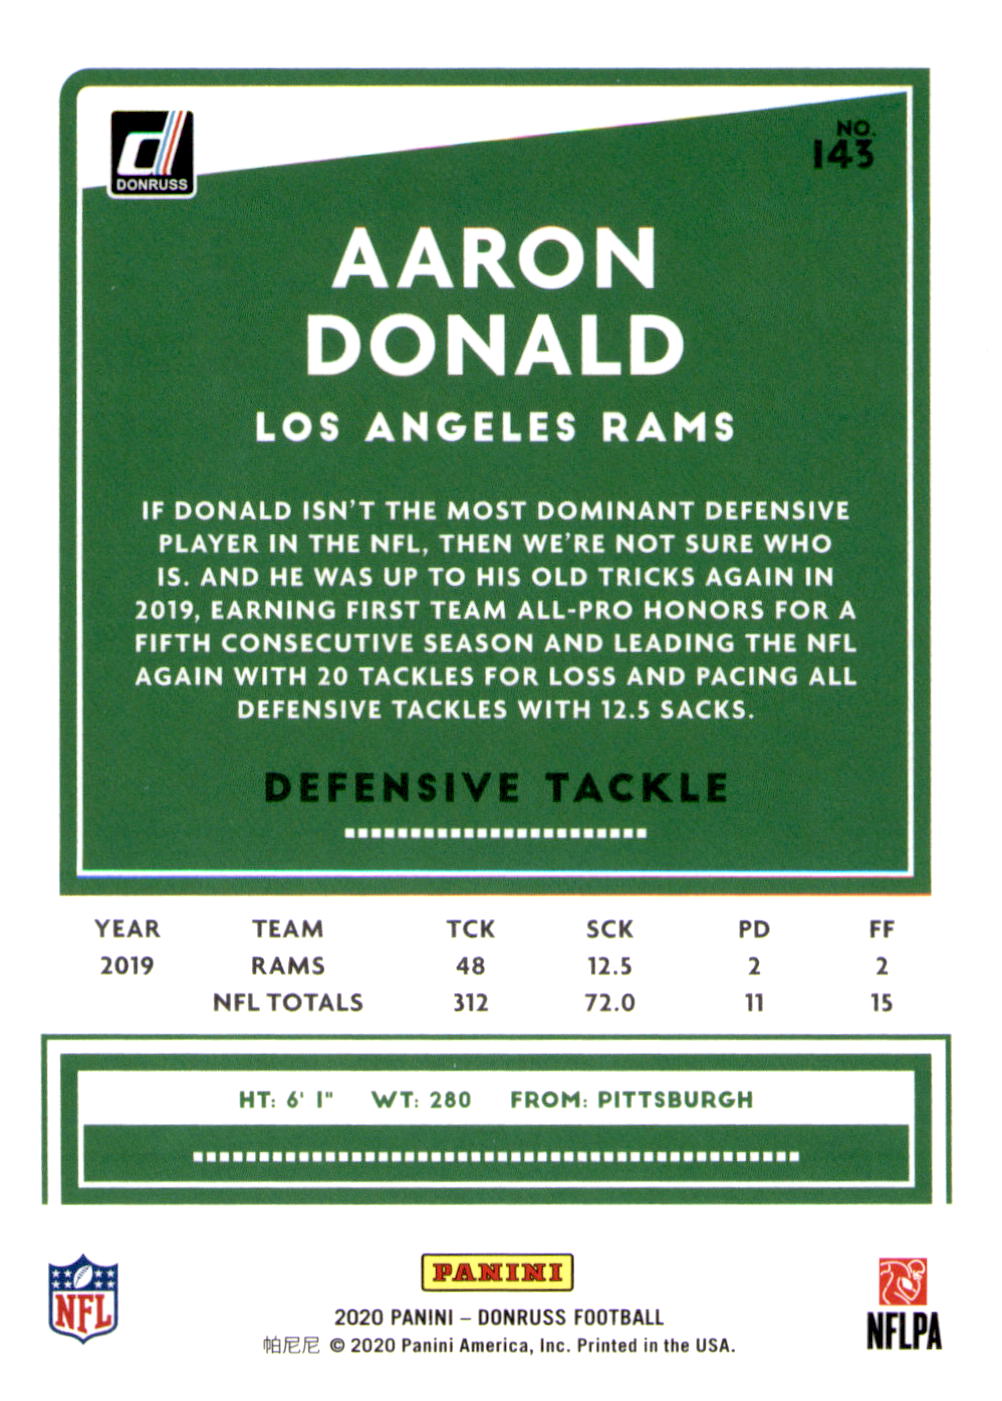 DONRUSS
NO.
143
AARON
DONALD
LOS ANGELES RAMS
IF DONALD ISN'T THE MOST DOMINANT DEFENSIVE
PLAYER IN THE NFL, THEN WE'RE NOT SURE WHO
IS. AND HE WAS UP TO HIS OLD TRICKS AGAIN IN
2019, EARNING FIRST TEAM ALL-PRO HONORS FOR A
FIFTH CONSECUTIVE SEASON AND LEADING THE NFL
AGAIN WITH 20 TACKLES FOR LOSS AND PACING ALL
DEFENSIVE TACKLES WITH 12.5 SACKS.
DEFENSIVE TACKLE
YEAR TEAM TCK SCK PD FF
2019 RAMS 48 12.5 2 2
NFL TOTALS 312 72.0 11 15
HT: 6' 1" WT: 280 FROM: PITTSBURGH
NFL
PANINI
NFLPA
2020 PANINI – DONRUSS FOOTBALL
帕尼尼 © 2020 Panini America, Inc. Printed in the USA.